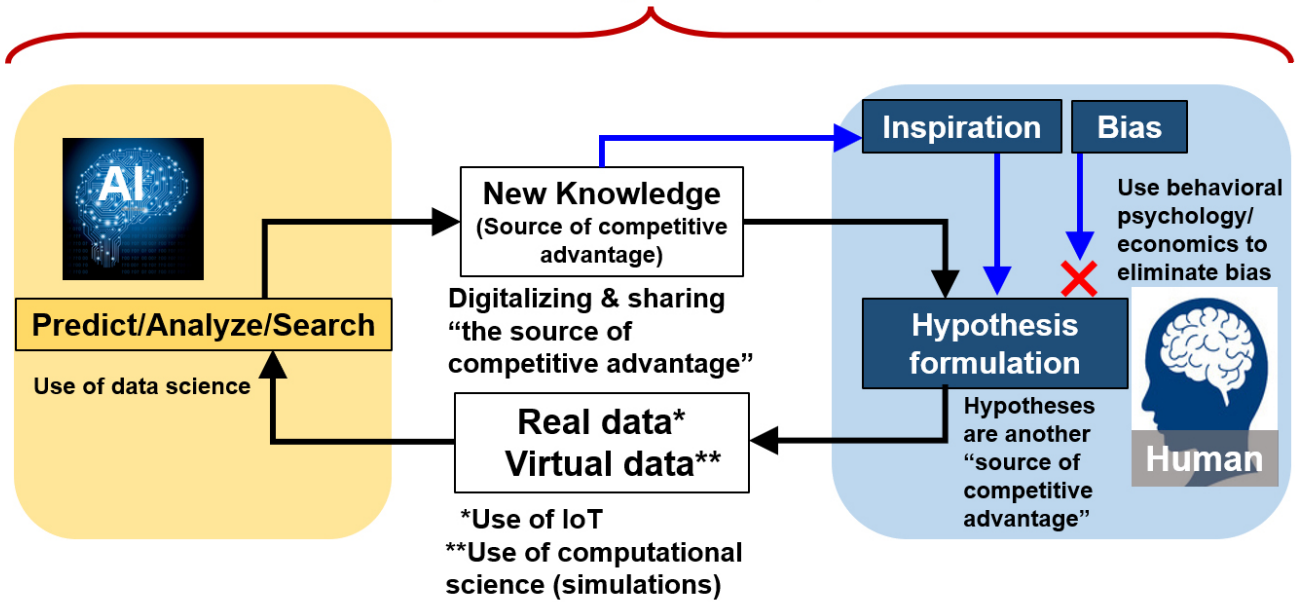 AI
Predict/Analyze/Search
Use of data science
New Knowledge
(Source of competitive
advantage)
Digitalizing & sharing
“the source of
competitive advantage”
Real data*
Virtual data**
*Use of IoT
**Use of computational
science (simulations)
Inspiration
Bias
Use behavioral
psychology/
economics to
eliminate bias
Hypothesis
formulation
Hypotheses
are another
“source of
competitive
advantage”
Human